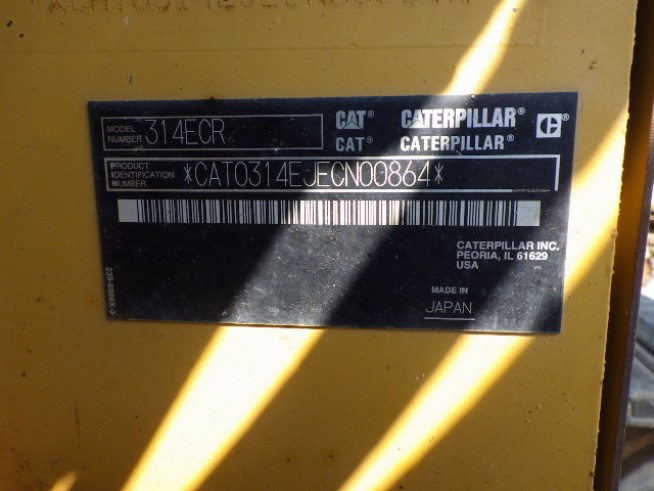 MODEL NUMBER 314ECR
CAT® CATERPILLAR®
CAT® CATERPILLAR®
PRODUCT IDENTIFICATION NUMBER *CAT0314EJECN00864*
CATERPILLAR INC.
PEORIA, IL 61629
USA
MADE IN
JAPAN